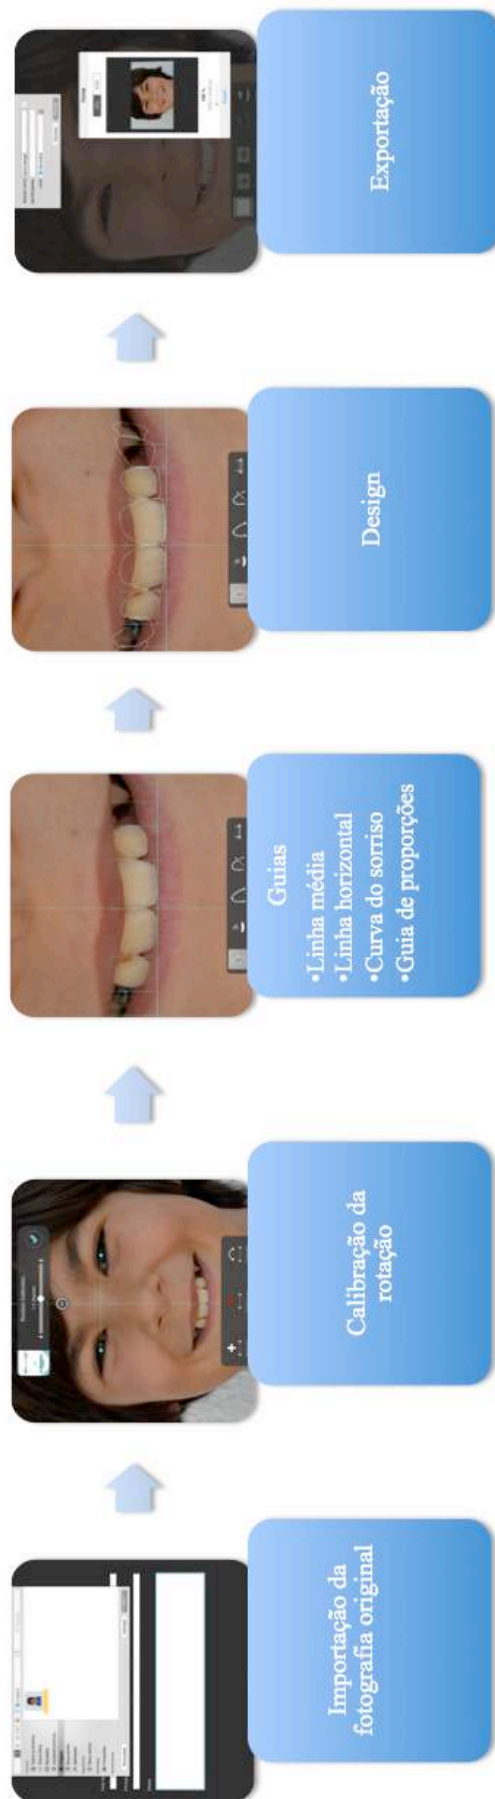 Importação da
fotografia original
Calibração da
rotação
Guias
•Linha média
•Linha horizontal
•Curva do sorriso
•Guia de proporções
Design
Exportação